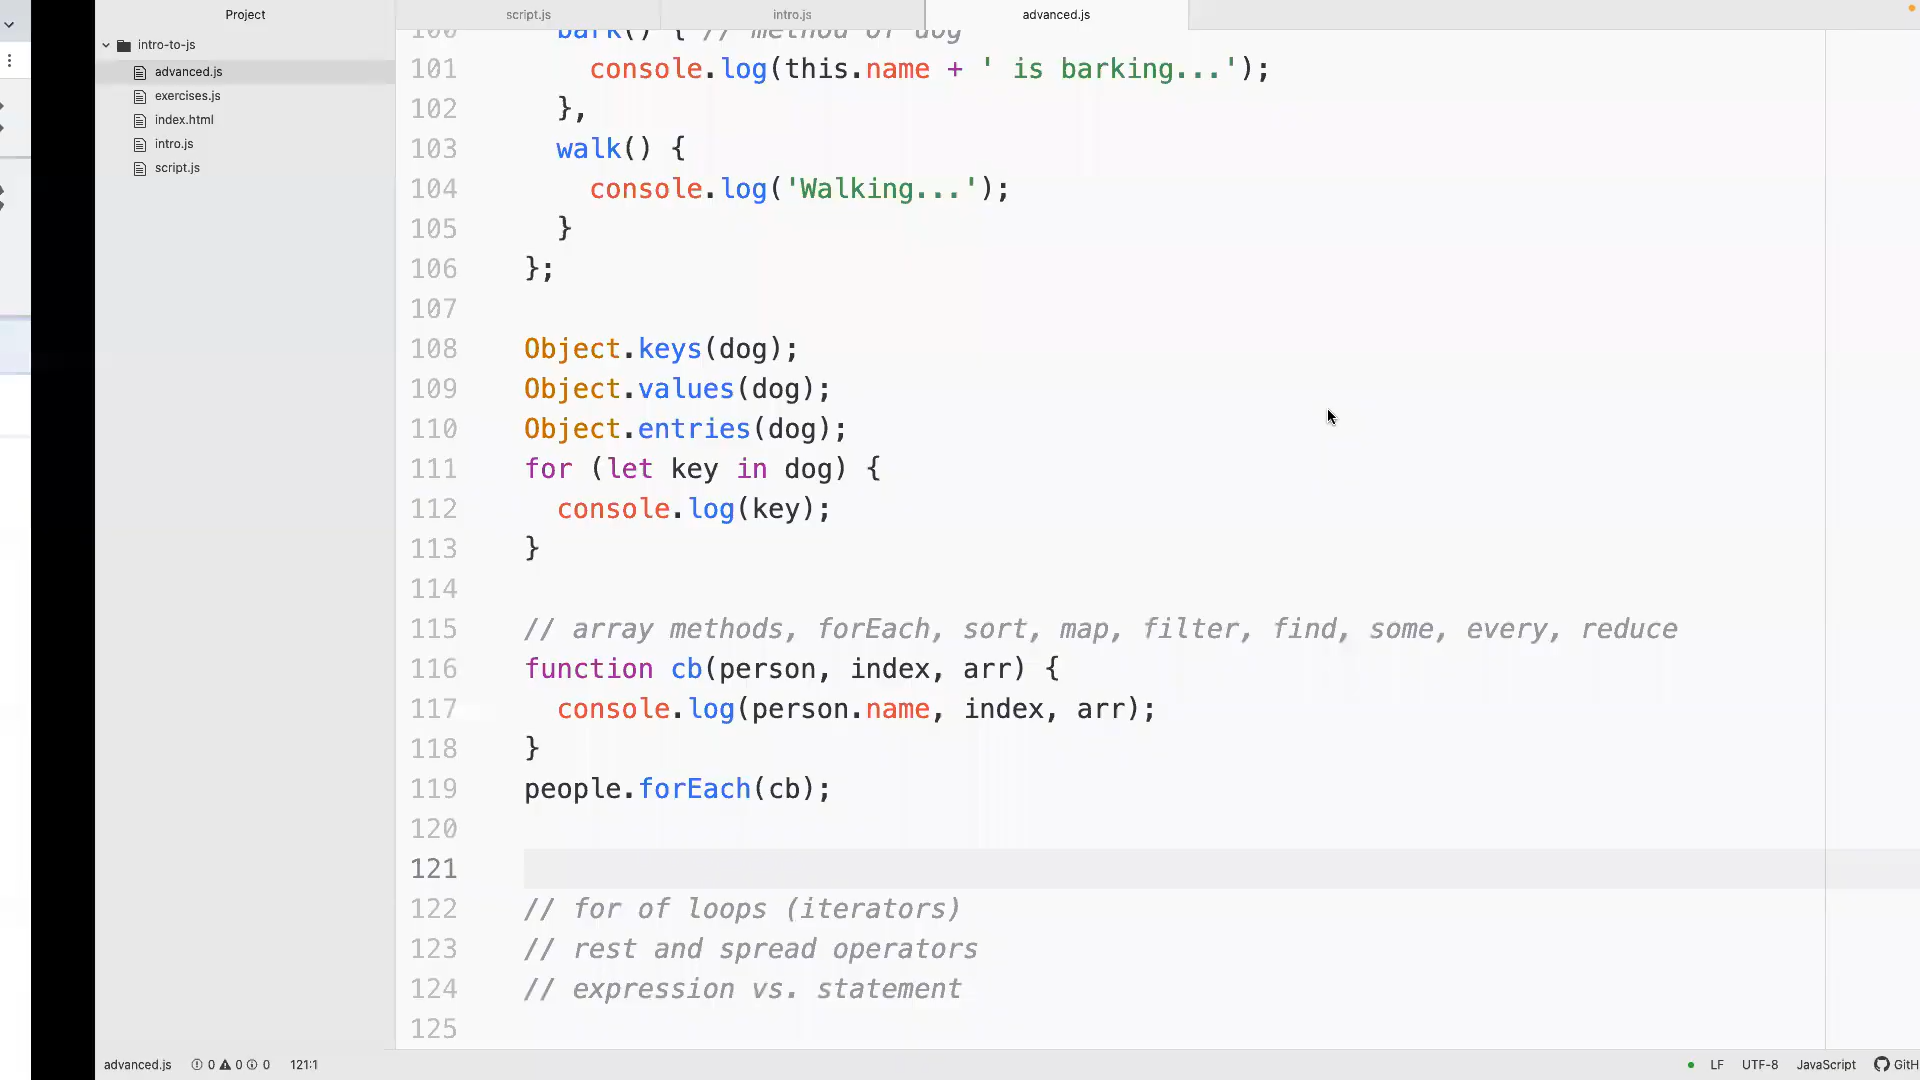 Project
script.js
intro.js
advanced.js
intro-to-js
advanced.js
exercises.js
index.html
intro.js
script.js
100 bark() { // method of dog
101 console.log(this.name + ' is barking...');
102 },
103 walk() {
104 console.log('Walking...');
105 }
106 };
107
108 Object.keys(dog);
109 Object.values(dog);
110 Object.entries(dog);
111 for (let key in dog) {
112 console.log(key);
113 }
114
115 // array methods, forEach, sort, map, filter, find, some, every, reduce
116 function cb(person, index, arr) {
117 console.log(person.name, index, arr);
118 }
119 people.forEach(cb);
120
121
122 // for of loops (iterators)
123 // rest and spread operators
124 // expression vs. statement
125
advanced.js 0 0 0 121:1 LF UTF-8 JavaScript GitH